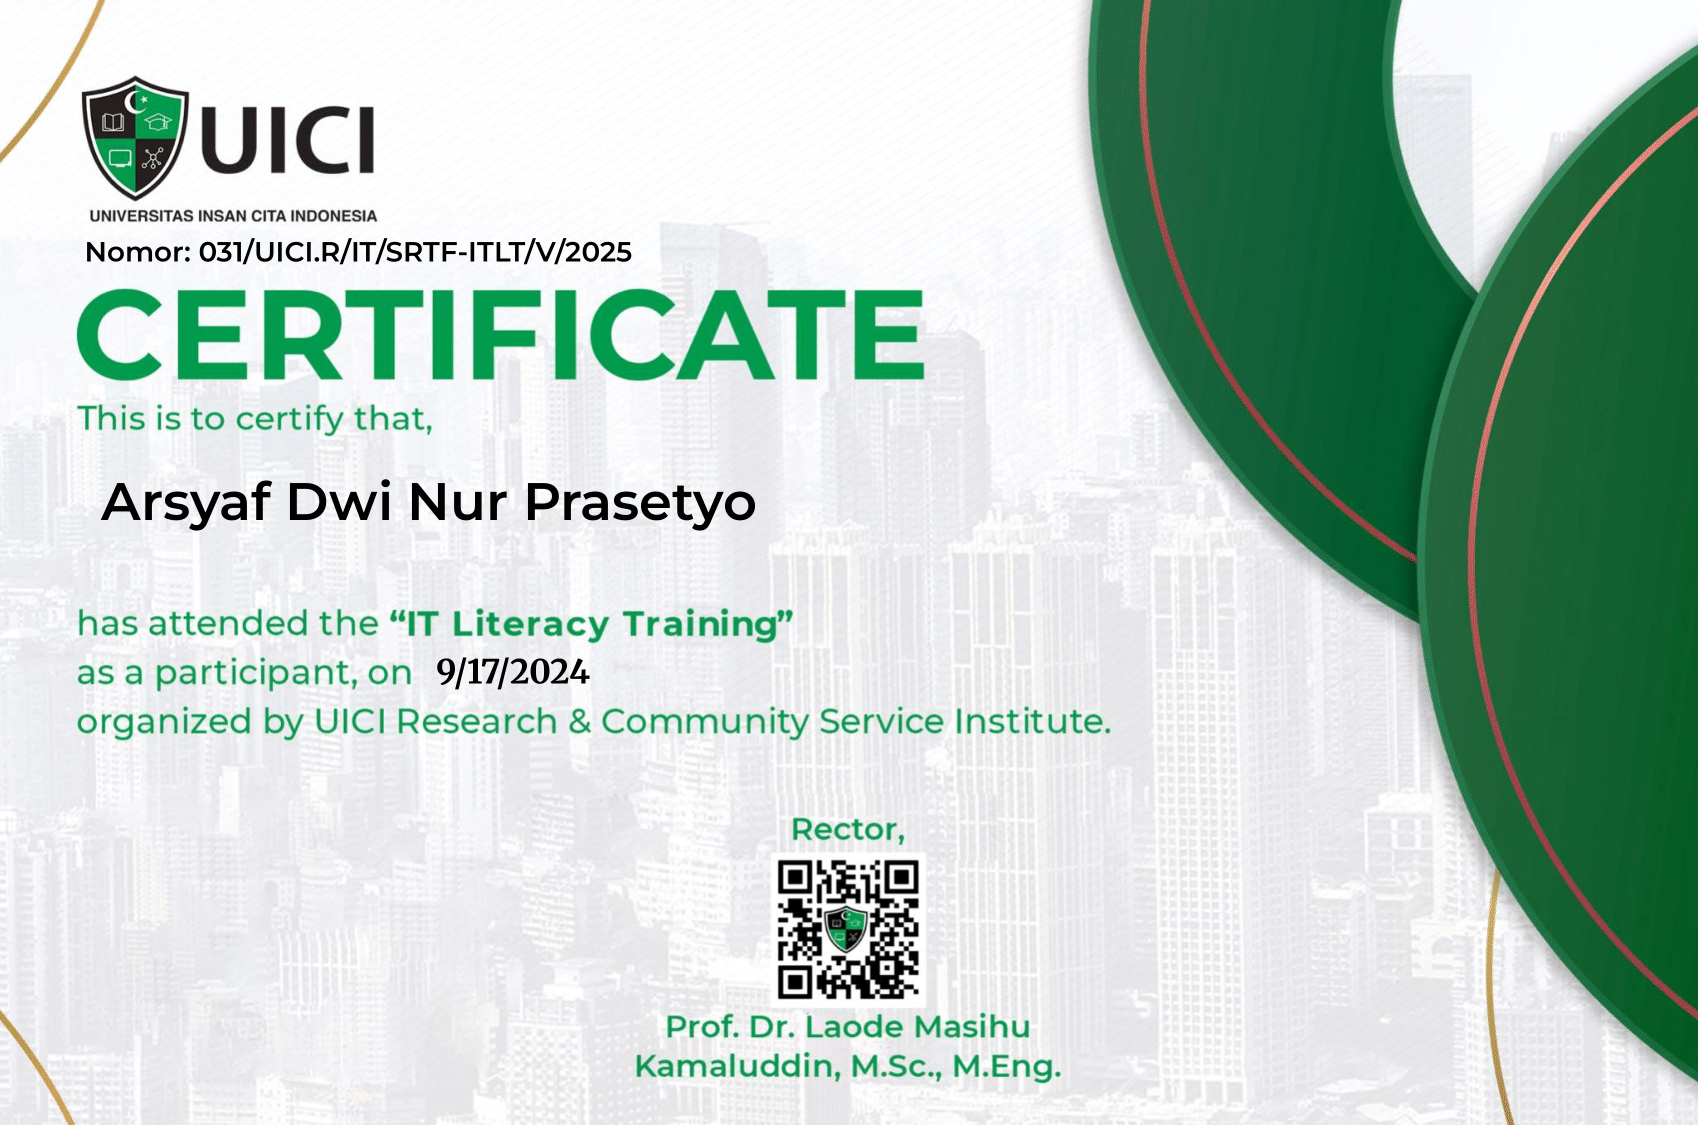 UICI
UNIVERSITAS INSAN CITA INDONESIA
Nomor: 031/UICI.R/IT/SRTF-ITLT/V/2025
CERTIFICATE
This is to certify that,
Arsyaf Dwi Nur Prasetyo
has attended the “IT Literacy Training”
as a participant, on 9/17/2024
organized by UICI Research & Community Service Institute.
Rector,
Prof. Dr. Laode Masihu
Kamaluddin, M.Sc., M.Eng.